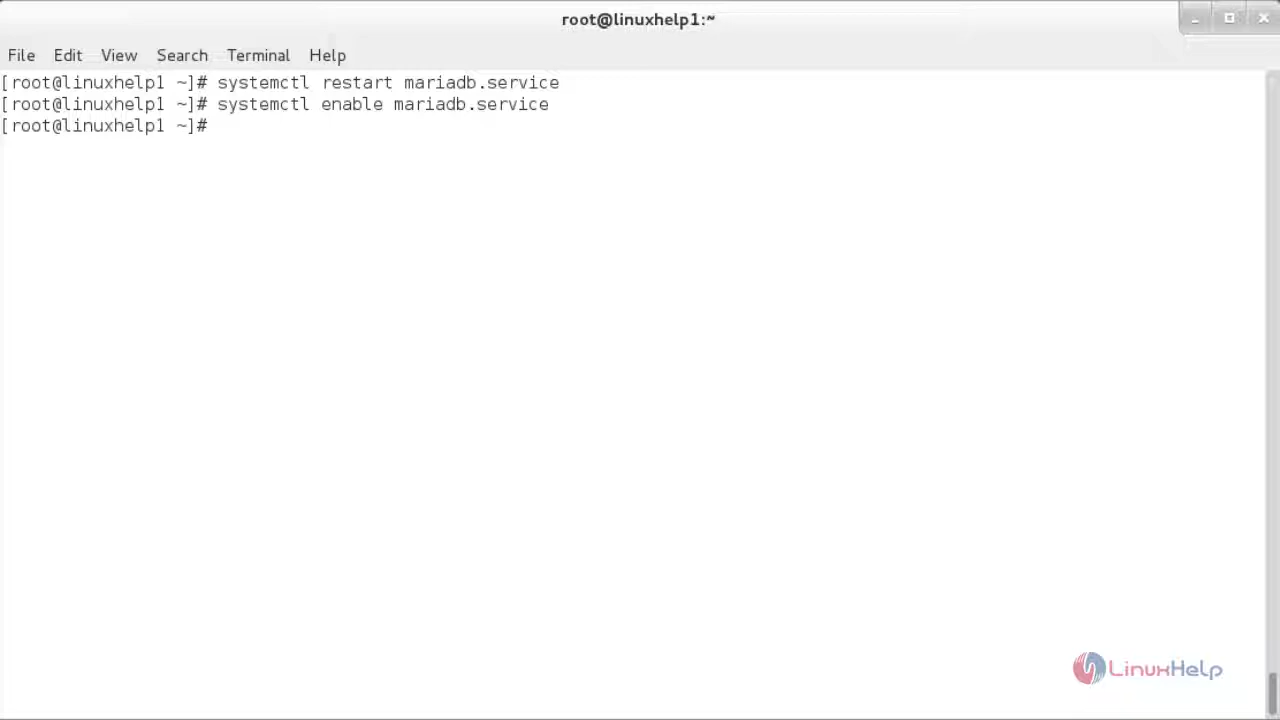 root@linuxhelp1:~
File Edit View Search Terminal Help
[root@linuxhelp1 ~]# systemctl restart mariadb.service
[root@linuxhelp1 ~]# systemctl enable mariadb.service
[root@linuxhelp1 ~]#
LinuxHelp